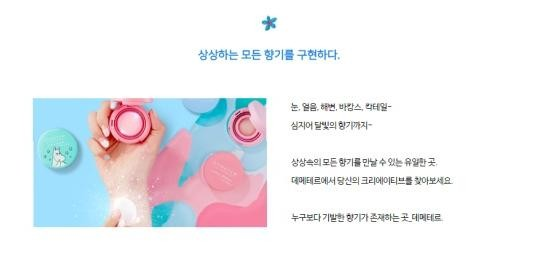 상상하는 모든 향기를 구현하다.
눈, 얼음, 해변, 바캉스, 칵테일~
심지어 달빛의 향기까지~
상상속의 모든 향기를 만날 수 있는 유일한 곳.
데메테르에서 당신의 크리에이티브를 찾아보세요.
누구보다 기발한 향기가 존재하는 곳_데메테르.